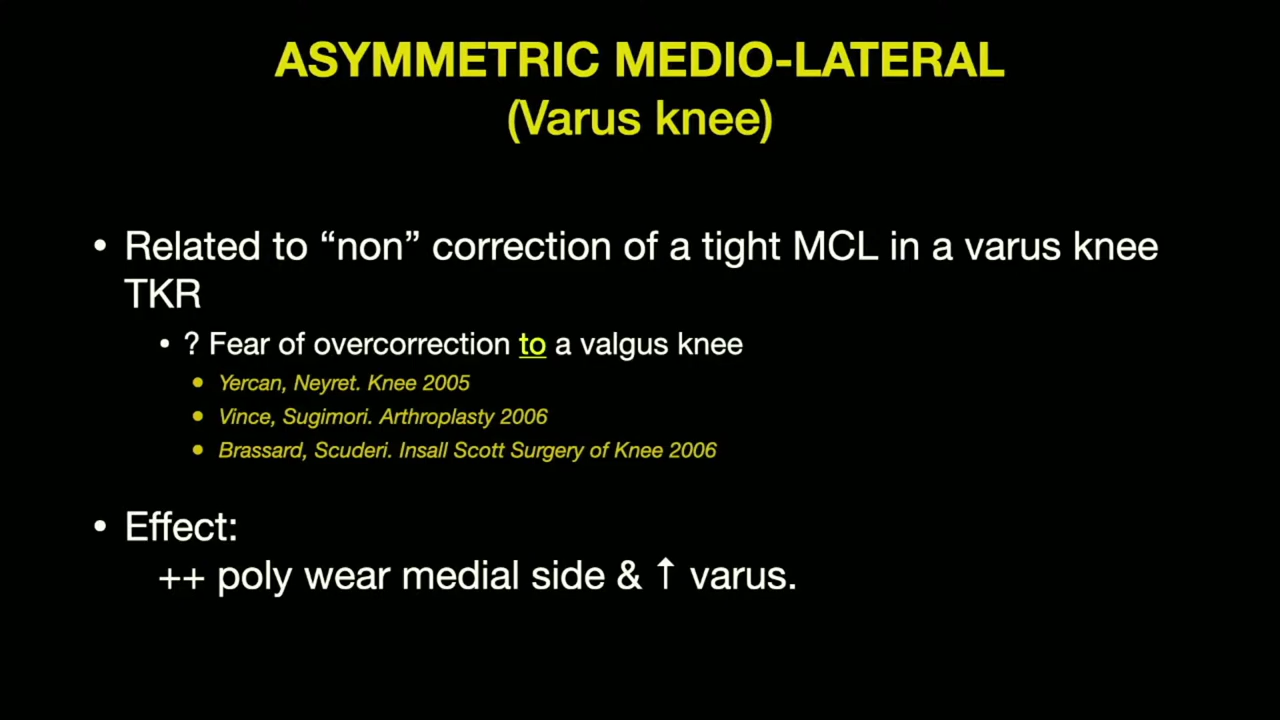 ASYMMETRIC MEDIO-LATERAL
(Varus knee)
• Related to “non” correction of a tight MCL in a varus knee
TKR
• ? Fear of overcorrection to a valgus knee
• Yercan, Neyret. Knee 2005
• Vince, Sugimori. Arthroplasty 2006
• Brassard, Scuderi. Insall Scott Surgery of Knee 2006
• Effect:
++ poly wear medial side & ↑ varus.